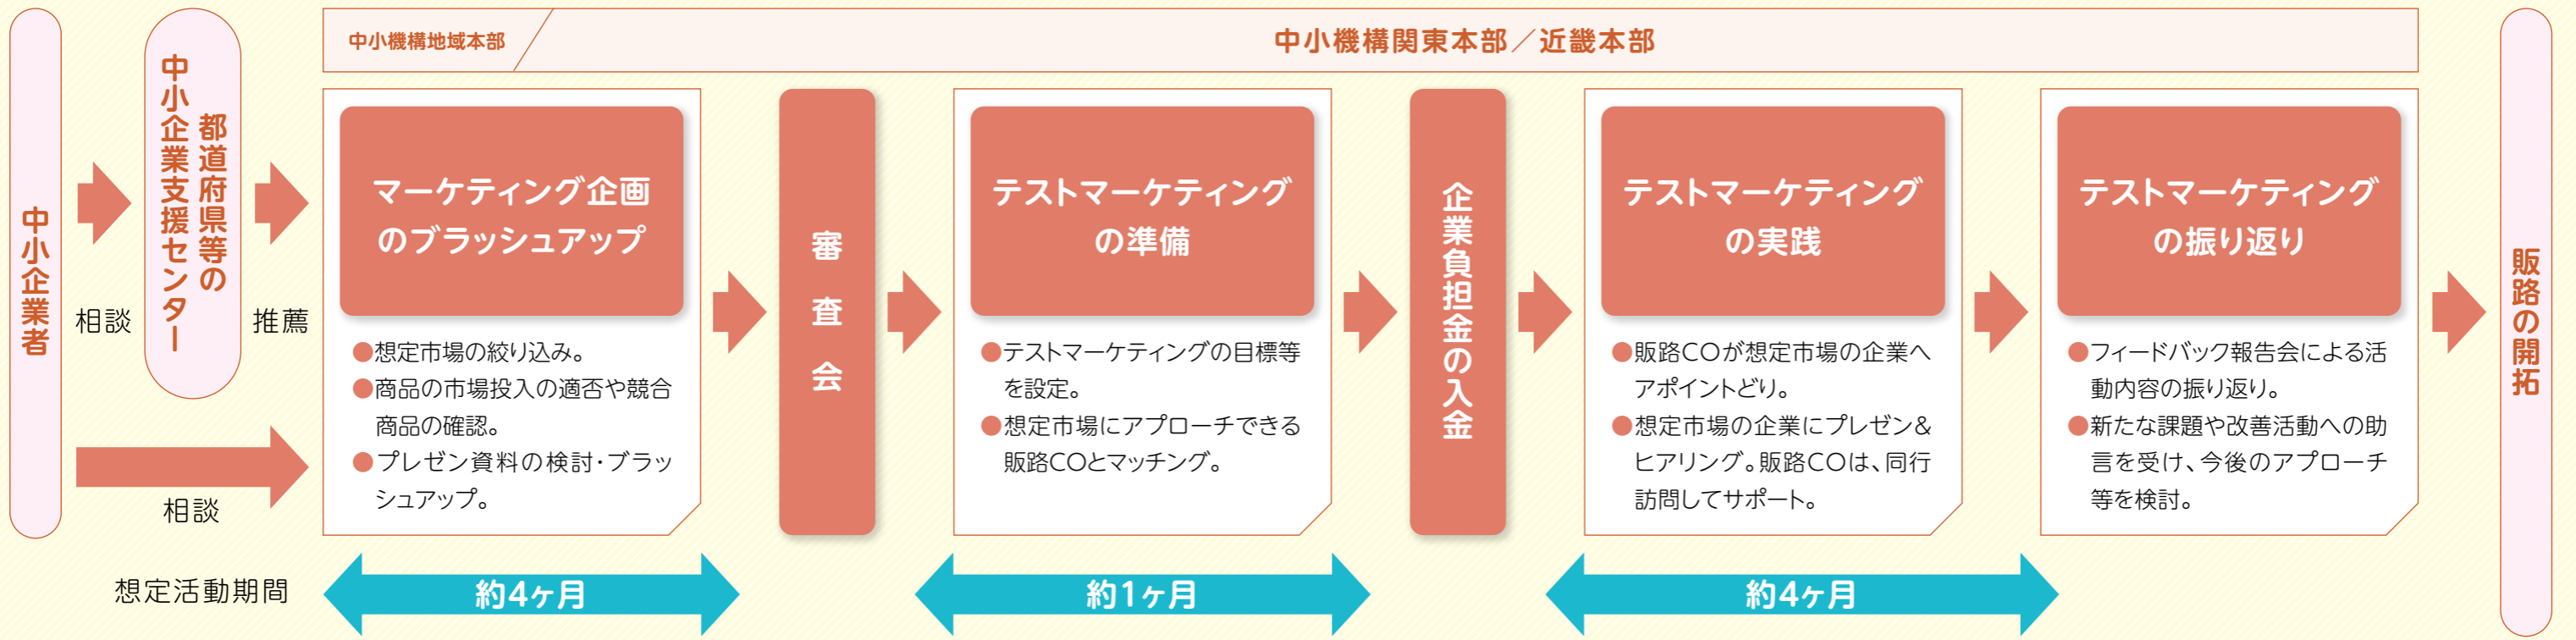 中小企業者
相談
都道府県等の
中小企業支援センター
推薦
相談
中小機構地域本部
中小機構関東本部／近畿本部
マーケティング企画
のブラッシュアップ
●想定市場の絞り込み。
●商品の市場投入の適否や競合
商品の確認。
●プレゼン資料の検討・ブラッ
シュアップ。
審査会
テストマーケティング
の準備
●テストマーケティングの目標等
を設定。
●想定市場にアプローチできる
販路COとマッチング。
企業負担金の入金
テストマーケティング
の実践
●販路COが想定市場の企業へ
アポイントどり。
●想定市場の企業にプレゼン&
ヒアリング。販路COは、同行
訪問してサポート。
テストマーケティング
の振り返り
●フィードバック報告会による活
動内容の振り返り。
●新たな課題や改善活動への助
言を受け、今後のアプローチ
等を検討。
販路の開拓
想定活動期間
約4ヶ月
約1ヶ月
約4ヶ月